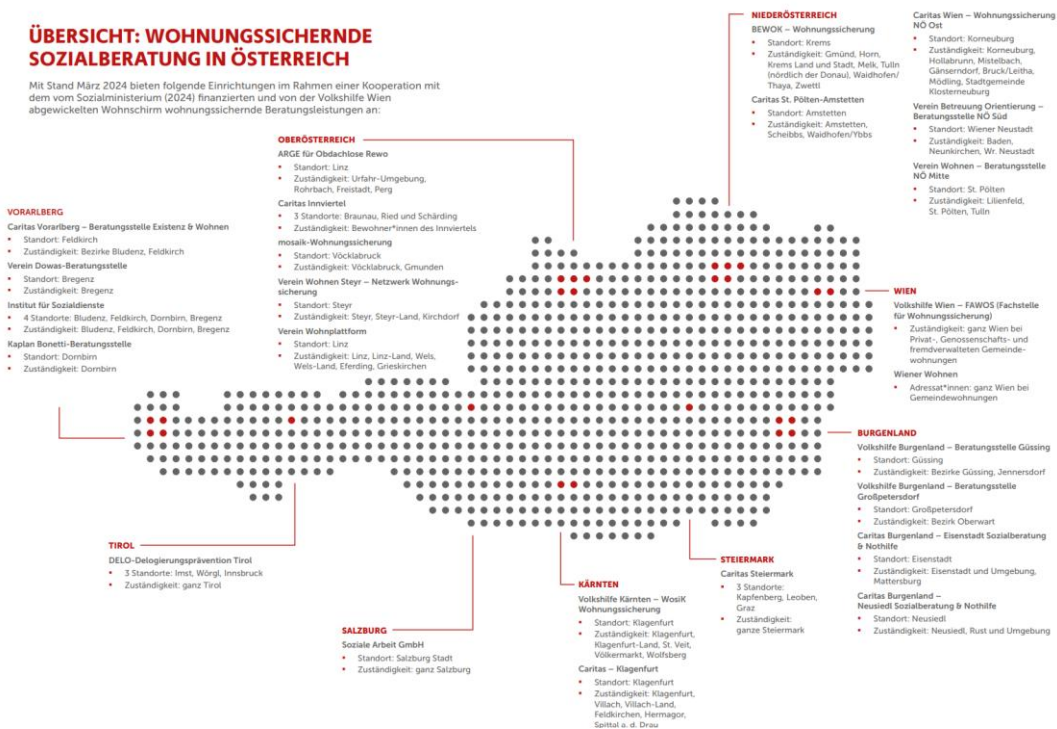 ÜBERSICHT: WOHNUNGSSICHERNDE
SOZIALBERATUNG IN ÖSTERREICH
Mit Stand März 2024 bieten folgende Einrichtungen im Rahmen einer Kooperation mit
dem vom Sozialministerium (2024) finanzierten und von der Volkshilfe Wien
abgewickelten Wohnschirm wohnungssichernde Beratungsleistungen an:
VORARLBERG
Caritas Vorarlberg – Beratungsstelle Existenz & Wohnen
• Standort: Feldkirch
• Zuständigkeit: Bezirke Bludenz, Feldkirch
Verein Dowas-Beratungsstelle
• Standort: Bregenz
• Zuständigkeit: Bregenz
Institut für Sozialdienste
• 4 Standorte: Bludenz, Feldkirch, Dornbirn, Bregenz
• Zuständigkeit: Bludenz, Feldkirch, Dornbirn, Bregenz
Kaplan Bonetti-Beratungsstelle
• Standort: Dornbirn
• Zuständigkeit: Dornbirn
OBERÖSTERREICH
ARGE für Obdachlose Rewo
• Standort: Linz
• Zuständigkeit: Urfahr-Umgebung,
Rohrbach, Freistadt, Perg
Caritas Innviertel
• 3 Standorte: Braunau, Ried und Schärding
• Zuständigkeit: Bewohner*innen des Innviertels
mosaik-Wohnungssicherung
• Standort: Vöcklabruck
• Zuständigkeit: Vöcklabruck, Gmunden
Verein Wohnen Steyr – Netzwerk Wohnungs-
sicherung
• Standort: Steyr
• Zuständigkeit: Steyr, Steyr-Land, Kirchdorf
Verein Wohnplattform
• Standort: Linz
• Zuständigkeit: Linz, Linz-Land, Wels,
Wels-Land, Eferding, Grieskirchen
NIEDERÖSTERREICH
BEWOK – Wohnungssicherung
• Standort: Krems
• Zuständigkeit: Gmünd, Horn,
Krems Land und Stadt, Melk, Tulln
(nördlich der Donau), Waidhofen/
Thaya, Zwettl
Caritas St. Pölten-Amstetten
• Standort: Amstetten
• Zuständigkeit: Amstetten,
Scheibbs, Waidhofen/Ybbs
Caritas Wien – Wohnungssicherung
NÖ Ost
• Standort: Korneuburg
• Zuständigkeit: Korneuburg,
Hollabrunn, Mistelbach,
Gänserndorf, Bruck/Leitha,
Mödling, Stadtgemeinde
Klosterneuburg
Verein Betreuung Orientierung –
Beratungsstelle NÖ Süd
• Standort: Wiener Neustadt
• Zuständigkeit: Baden,
Neunkirchen, Wr. Neustadt
Verein Wohnen – Beratungsstelle
NÖ Mitte
• Standort: St. Pölten
• Zuständigkeit: Lilienfeld,
St. Pölten, Tulln
WIEN
Volkshilfe Wien – FAWOS (Fachstelle
für Wohnungssicherung)
• Zuständigkeit: ganz Wien bei
Privat-, Genossenschafts- und
fremdverwalteten Gemeinde-
wohnungen
Wiener Wohnen
• Adressat*innen: ganz Wien bei
Gemeindewohnungen
BURGENLAND
Volkshilfe Burgenland – Beratungsstelle Güssing
• Standort: Güssing
• Zuständigkeit: Bezirke Güssing, Jennersdorf
Volkshilfe Burgenland – Beratungsstelle
Großpetersdorf
• Standort: Großpetersdorf
• Zuständigkeit: Bezirk Oberwart
Caritas Burgenland – Eisenstadt Sozialberatung
& Nothilfe
• Standort: Eisenstadt
• Zuständigkeit: Eisenstadt und Umgebung,
Mattersburg
Caritas Burgenland –
Neusiedl Sozialberatung & Nothilfe
• Standort: Neusiedl
• Zuständigkeit: Neusiedl, Rust und Umgebung
TIROL
DELO-Delogierungsprävention Tirol
• 3 Standorte: Imst, Wörgl, Innsbruck
• Zuständigkeit: ganz Tirol
SALZBURG
Soziale Arbeit GmbH
• Standort: Salzburg Stadt
• Zuständigkeit: ganz Salzburg
KÄRNTEN
Volkshilfe Kärnten – WosiK
Wohnungssicherung
• Standort: Klagenfurt
• Zuständigkeit: Klagenfurt,
Klagenfurt-Land, St. Veit,
Völkermarkt, Wolfsberg
Caritas – Klagenfurt
• Standort: Klagenfurt
• Zuständigkeit: Klagenfurt,
Villach, Villach-Land,
Feldkirchen, Hermagor,
Spittal a. d. Drau
STEIERMARK
Caritas Steiermark
• 3 Standorte:
Kapfenberg, Leoben,
Graz
• Zuständigkeit:
ganze Steiermark